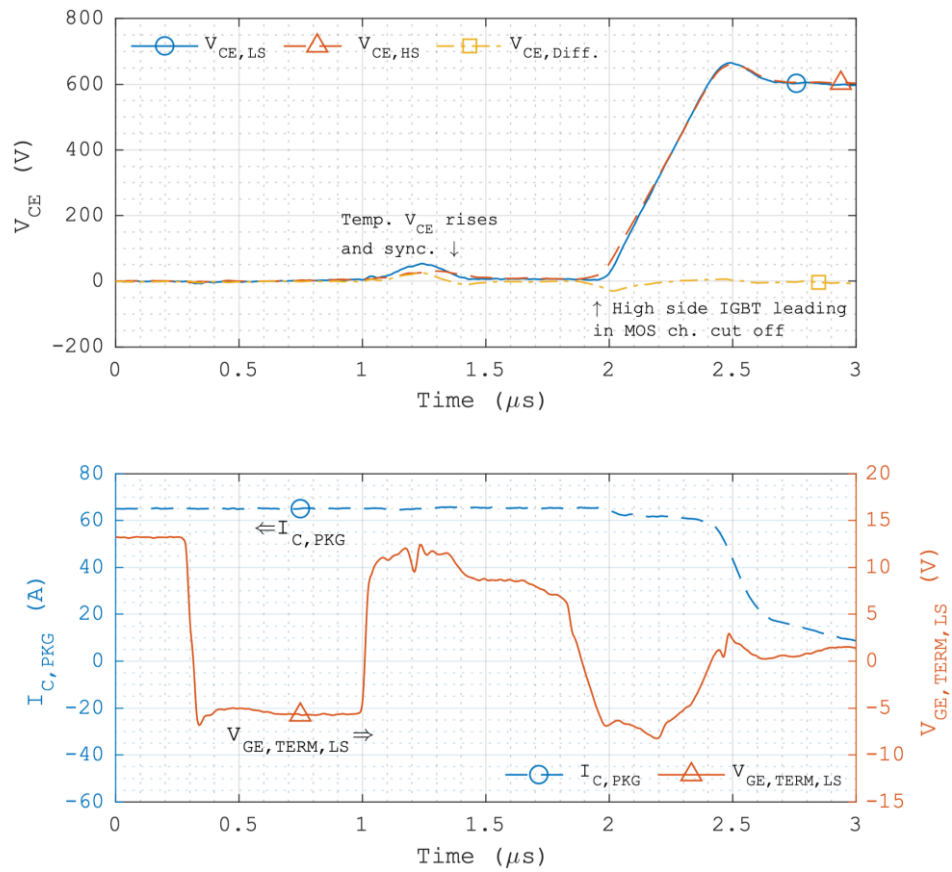 800
600
400
200
0
-200
V_CE (V)
V_CE,LS V_CE,HS V_CE,Diff.
Temp. V_CE rises
and sync. ↓
↑ High side IGBT leading
in MOS ch. cut off
0 0.5 1 1.5 2 2.5 3
Time (μs)
80
60
40
20
0
-20
-40
-60
I_C,PKG (A)
⇐I_C,PKG
V_GE,TERM,LS⇒
I_C,PKG V_GE,TERM,LS
20
15
10
5
0
-5
-10
-15
V_GE,TERM,LS (V)
0 0.5 1 1.5 2 2.5 3
Time (μs)